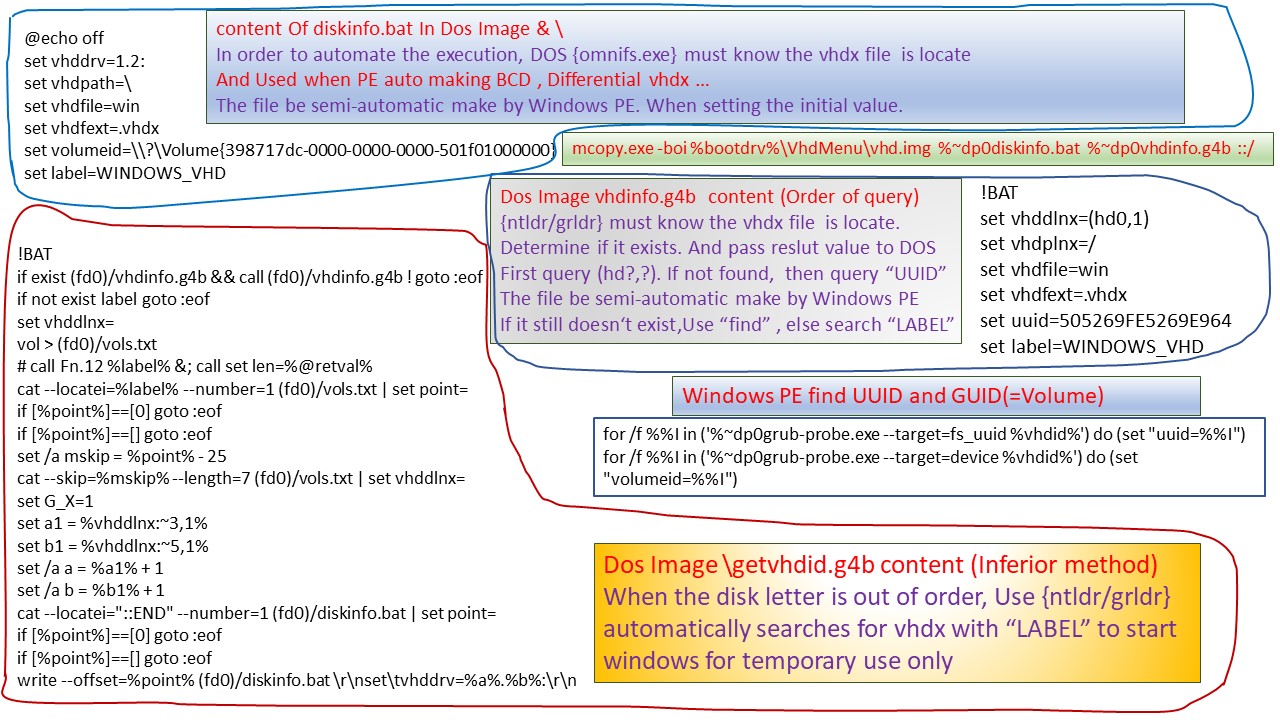 @echo off
set vhddrv=1.2:
set vhdpath=\
set vhdfile=win
set vhdfext=.vhdx
set volumeid=\\?\Volume{398717dc-0000-0000-0000-501f01000000}
set label=WINDOWS_VHD
content Of diskinfo.bat In Dos Image & \
In order to automate the execution, DOS {omnifs.exe} must know the vhdx file  is locate
And Used when PE auto making BCD , Differential vhdx ...
The file be semi-automatic make by Windows PE. When setting the initial value.
mcopy.exe -boi %bootdrv%\VhdMenu\vhd.img %~dp0diskinfo.bat %~dp0vhdinfo.g4b ::/
Dos Image vhdinfo.g4b  content (Order of query)
{ntldr/grldr} must know the vhdx file  is locate.
Determine if it exists. And pass reslut value to DOS
First query (hd?,?). If not found,  then query “UUID”
The file be semi-automatic make by Windows PE
If it still doesn‘t exist,Use “find” , else search “LABEL”
!BAT
set vhddlnx=(hd0,1)
set vhdplnx=/
set vhdfile=win
set vhdfext=.vhdx
set uuid=505269FE5269E964
set label=WINDOWS_VHD
!BAT
if exist (fd0)/vhdinfo.g4b && call (fd0)/vhdinfo.g4b ! goto :eof
if not exist label goto :eof
set vhddlnx=
vol > (fd0)/vols.txt
# call Fn.12 %label% &; call set len=%@retval%
cat --locatei=%label% --number=1 (fd0)/vols.txt | set point=
if [%point%]==[0] goto :eof
if [%point%]==[] goto :eof
set /a mskip = %point% - 25
cat --skip=%mskip% --length=7 (fd0)/vols.txt | set vhddlnx=
set G_X=1
set a1 = %vhddlnx:~3,1%
set b1 = %vhddlnx:~5,1%
set /a a = %a1% + 1
set /a b = %b1% + 1
cat --locatei="::END" --number=1 (fd0)/diskinfo.bat | set point=
if [%point%]==[0] goto :eof
if [%point%]==[] goto :eof
write --offset=%point% (fd0)/diskinfo.bat \r\nset\tvhddrv=%a%.%b%:\r\n
Windows PE find UUID and GUID(=Volume)
for /f %%I in ('%~dp0grub-probe.exe --target=fs_uuid %vhdid%') do (set "uuid=%%I")
for /f %%I in ('%~dp0grub-probe.exe --target=device %vhdid%') do (set
"volumeid=%%I")
Dos Image \getvhdid.g4b content (Inferior method)
When the disk letter is out of order, Use {ntldr/grldr}
automatically searches for vhdx with “LABEL” to start
windows for temporary use only